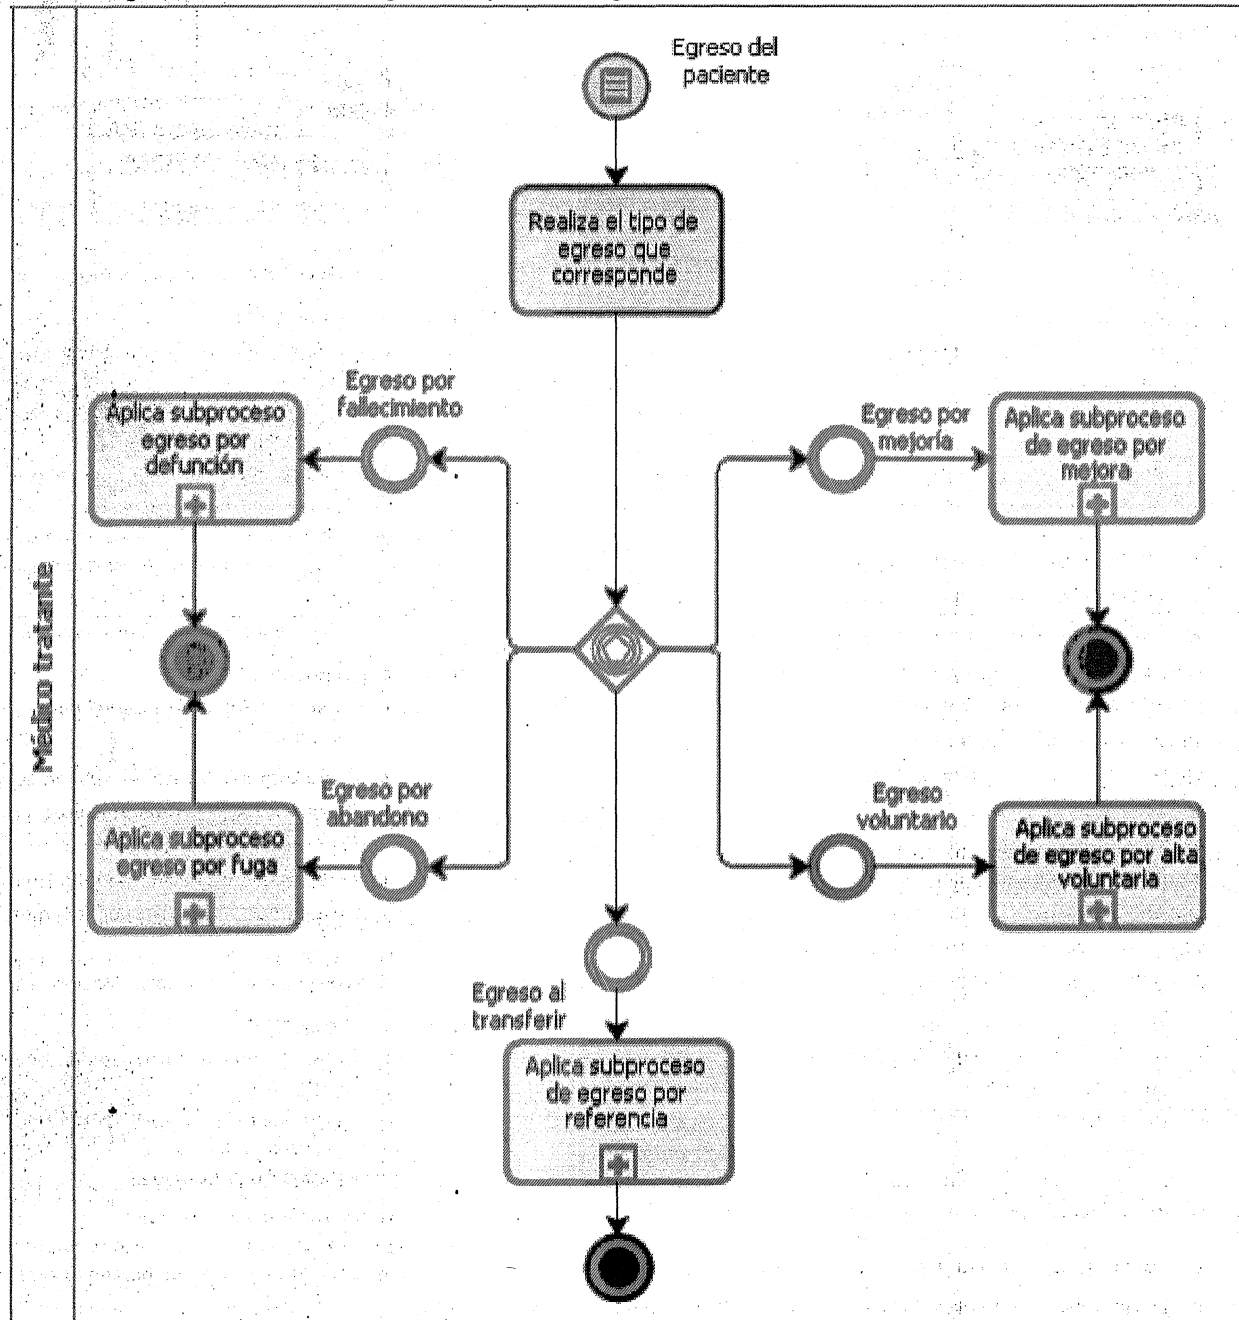 Egreso del
paciente
Realiza el tipo de
egreso que
corresponde
Egreso por
fallecimiento
Aplica subproceso
egreso por
defunción
Egreso por
mejoría
Aplica subproceso
de egreso por
mejora
Médico tratante
Egreso por
abandono
Aplica subproceso
egreso por fuga
Egreso
voluntario
Aplica subproceso
de egreso por alta
voluntaria
Egreso al
transferir
Aplica subproceso
de egreso por
referencia